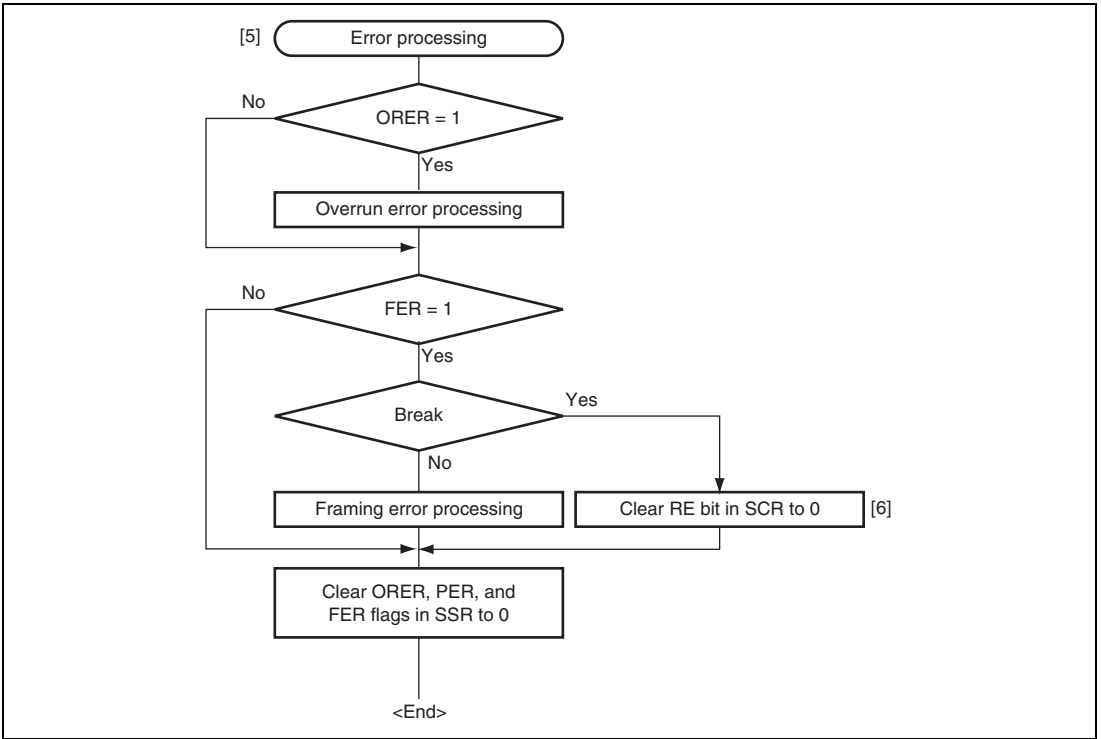 [5]
Error processing
No
ORER = 1
Yes
Overrun error processing
No
FER = 1
Yes
Break
Yes
No
Framing error processing
Clear RE bit in SCR to 0
[6]
Clear ORER, PER, and
FER flags in SSR to 0
<End>